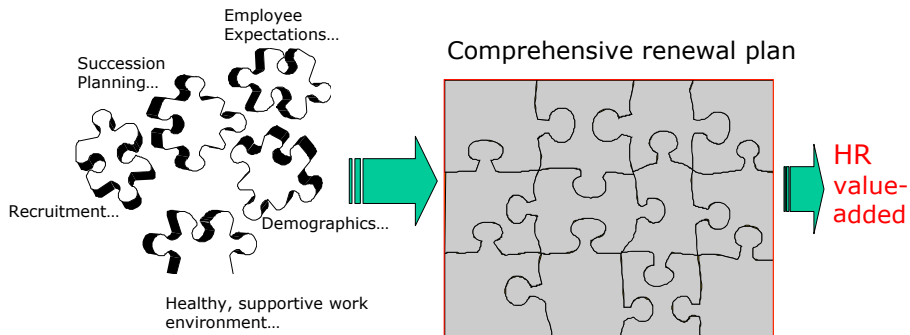 Employee
Expectations…
Succession
Planning…
Recruitment…
Demographics…
Healthy, supportive work
environment…
Comprehensive renewal plan
HR
value-
added